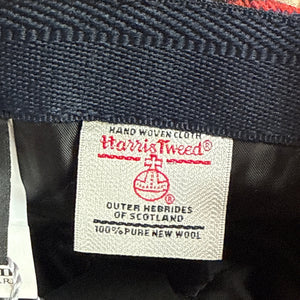 HAND WOVEN CLOTH
Harris Tweed®
®
OUTER HEBRIDES
OF SCOTLAND
100% PURE NEW WOOL